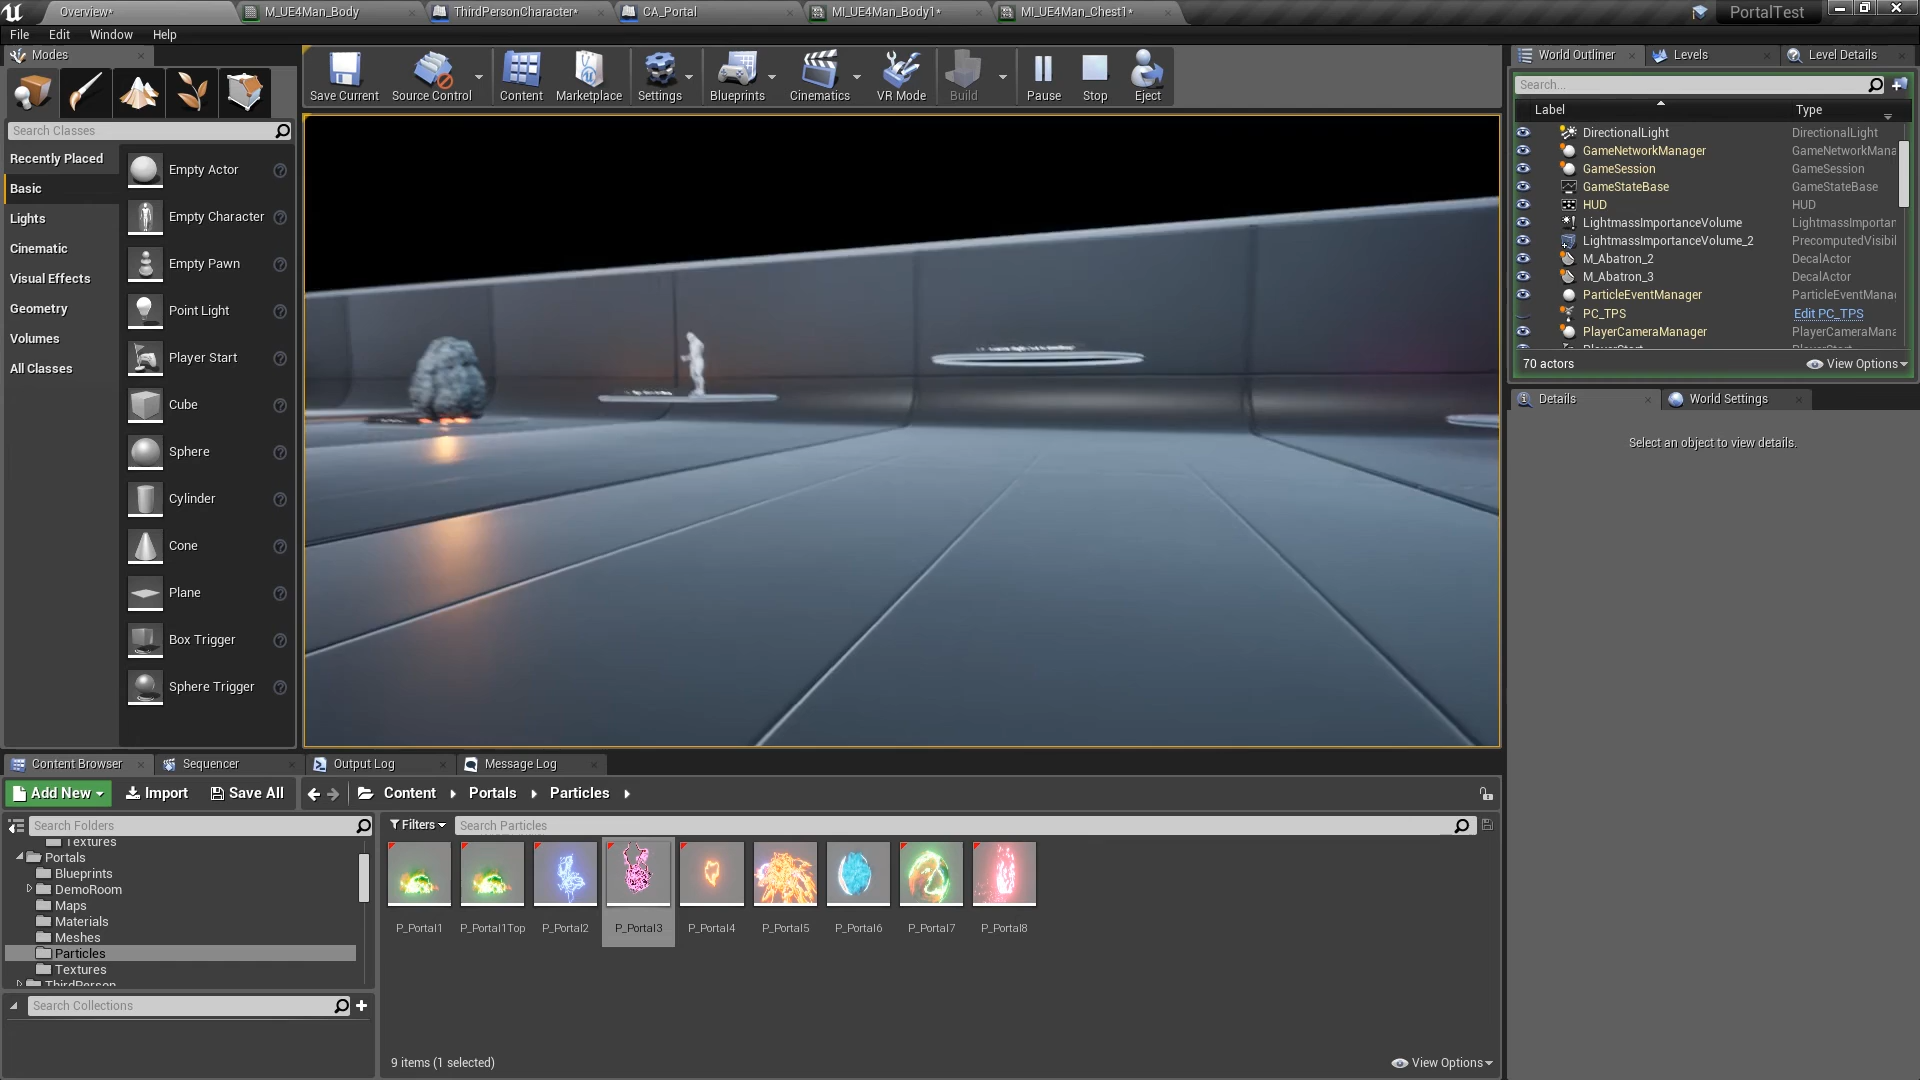 Overview*
M_UE4Man_Body
ThirdPersonCharacter*
CA_Portal
MI_UE4Man_Body1*
MI_UE4Man_Chest1*
PortalTest
File Edit Window Help
Modes
Save Current
Source Control
Content
Marketplace
Settings
Blueprints
Cinematics
VR Mode
Build
Pause
Stop
Eject
World Outliner
Levels
Level Details
Search...
Label Type
DirectionalLight DirectionalLight
GameNetworkManager GameNetworkMana
GameSession GameSession
GameStateBase GameStateBase
HUD HUD
LightmassImportanceVolume LightmassImportan
LightmassImportanceVolume_2 PrecomputedVisibil
M_Abatron_2 DecalActor
M_Abatron_3 DecalActor
ParticleEventManager ParticleEventMana
PC_TPS Edit PC_TPS
PlayerCameraManager PlayerCameraMana
70 actors View Options
Details
World Settings
Select an object to view details.
Search Classes
Recently Placed
Basic
Lights
Cinematic
Visual Effects
Geometry
Volumes
All Classes
Empty Actor
Empty Character
Empty Pawn
Point Light
Player Start
Cube
Sphere
Cylinder
Cone
Plane
Box Trigger
Sphere Trigger
Content Browser
Sequencer
Output Log
Message Log
Add New Import Save All
Content Portals Particles
Search Folders
Textures
Portals
Blueprints
DemoRoom
Maps
Materials
Meshes
Particles
Textures
ThirdPerson
Search Collections
Filters Search Particles
P_Portal1
P_Portal1Top
P_Portal2
P_Portal3
P_Portal4
P_Portal5
P_Portal6
P_Portal7
P_Portal8
9 items (1 selected) View Options